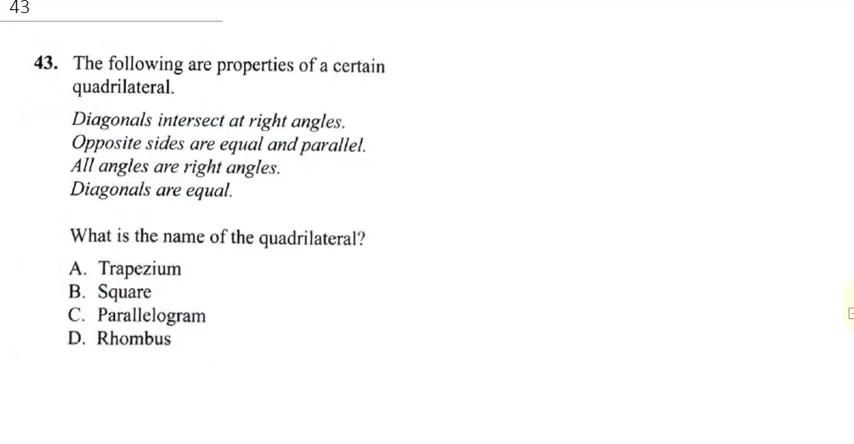 43
43. The following are properties of a certain
quadrilateral.
Diagonals intersect at right angles.
Opposite sides are equal and parallel.
All angles are right angles.
Diagonals are equal.
What is the name of the quadrilateral?
A. Trapezium
B. Square
C. Parallelogram
D. Rhombus